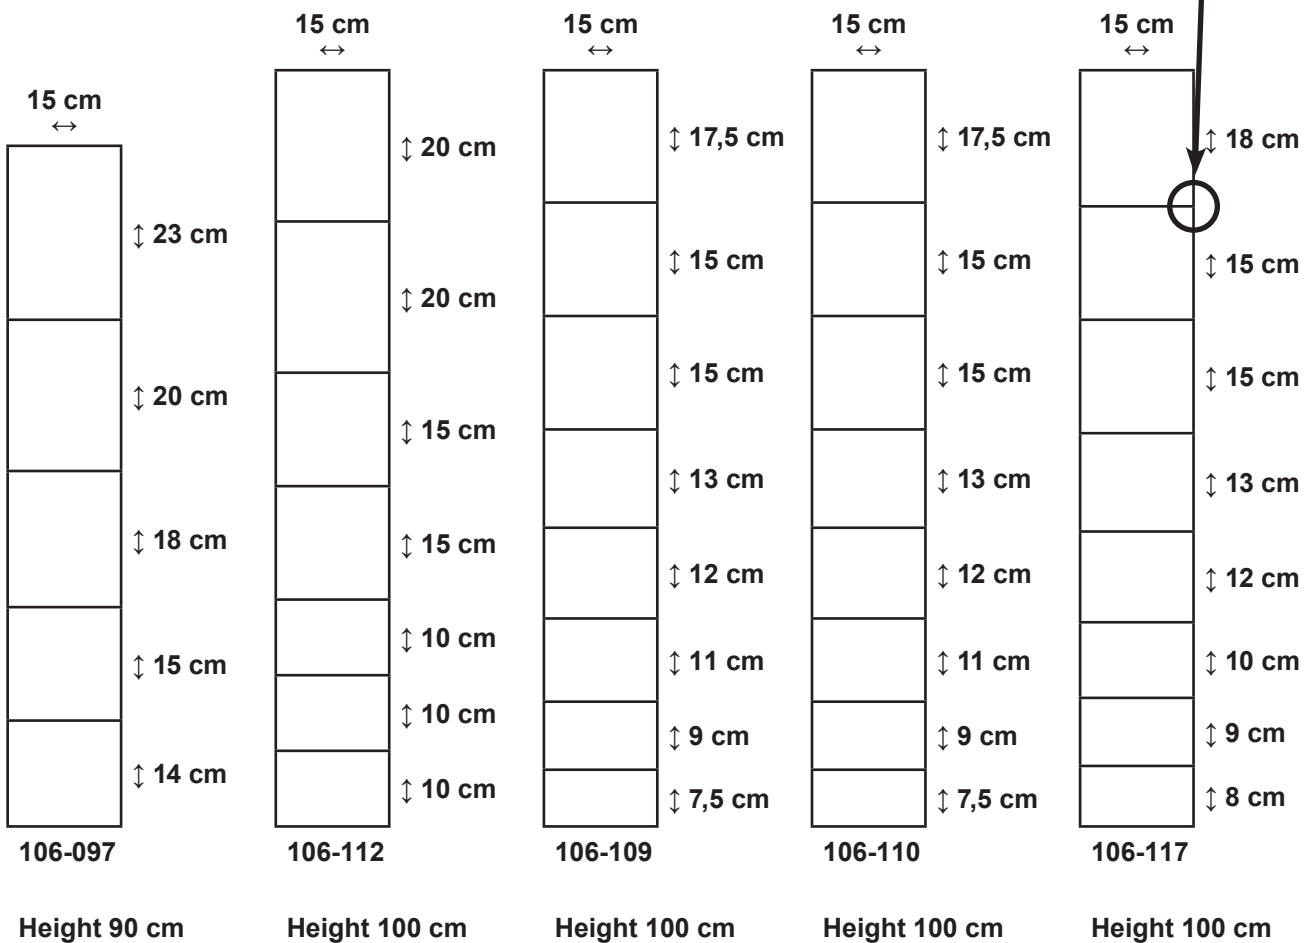 15 cm
↔
↕ 23 cm
↕ 20 cm
↕ 18 cm
↕ 15 cm
↕ 14 cm
106-097
Height 90 cm
15 cm
↔
↕ 20 cm
↕ 20 cm
↕ 15 cm
↕ 15 cm
↕ 10 cm
↕ 10 cm
↕ 10 cm
106-112
Height 100 cm
15 cm
↔
↕ 17,5 cm
↕ 15 cm
↕ 15 cm
↕ 13 cm
↕ 12 cm
↕ 11 cm
↕ 9 cm
↕ 7,5 cm
106-109
Height 100 cm
15 cm
↔
↕ 17,5 cm
↕ 15 cm
↕ 15 cm
↕ 13 cm
↕ 12 cm
↕ 11 cm
↕ 9 cm
↕ 7,5 cm
106-110
Height 100 cm
15 cm
↔
↕ 18 cm
↕ 15 cm
↕ 15 cm
↕ 13 cm
↕ 12 cm
↕ 10 cm
↕ 9 cm
↕ 8 cm
106-117
Height 100 cm